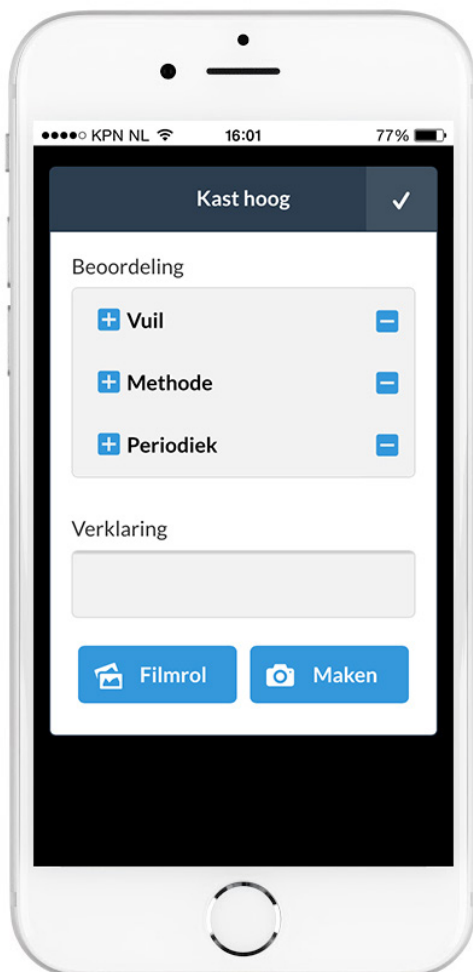 KPN NL 16:01 77%
Kast hoog
Beoordeling
Vuil
Methode
Periodiek
Verklaring
Filmrol Maken